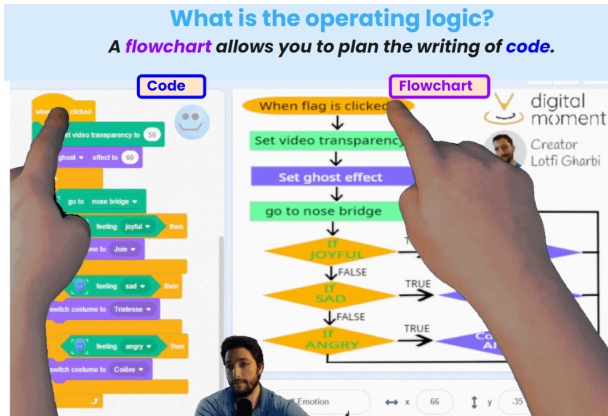 What is the operating logic?
A flowchart allows you to plan the writing of code.
Code
clicked
video transparency to 50
ghost effect to 60
go to nose bridge
feeling joyful then
to Joie
feeling sad then
switch costume to Tristesse
feeling angry then
switch costume to Colère
Flowchart
When flag is clicked
Set video transparency
Set ghost effect
go to nose bridge
If
JOYFUL
FALSE
If
SAD
TRUE
FALSE
If
ANGRY
TRUE
digital
moment
Creator
Lotfi Gharbi
Emotion
x 66
y -35